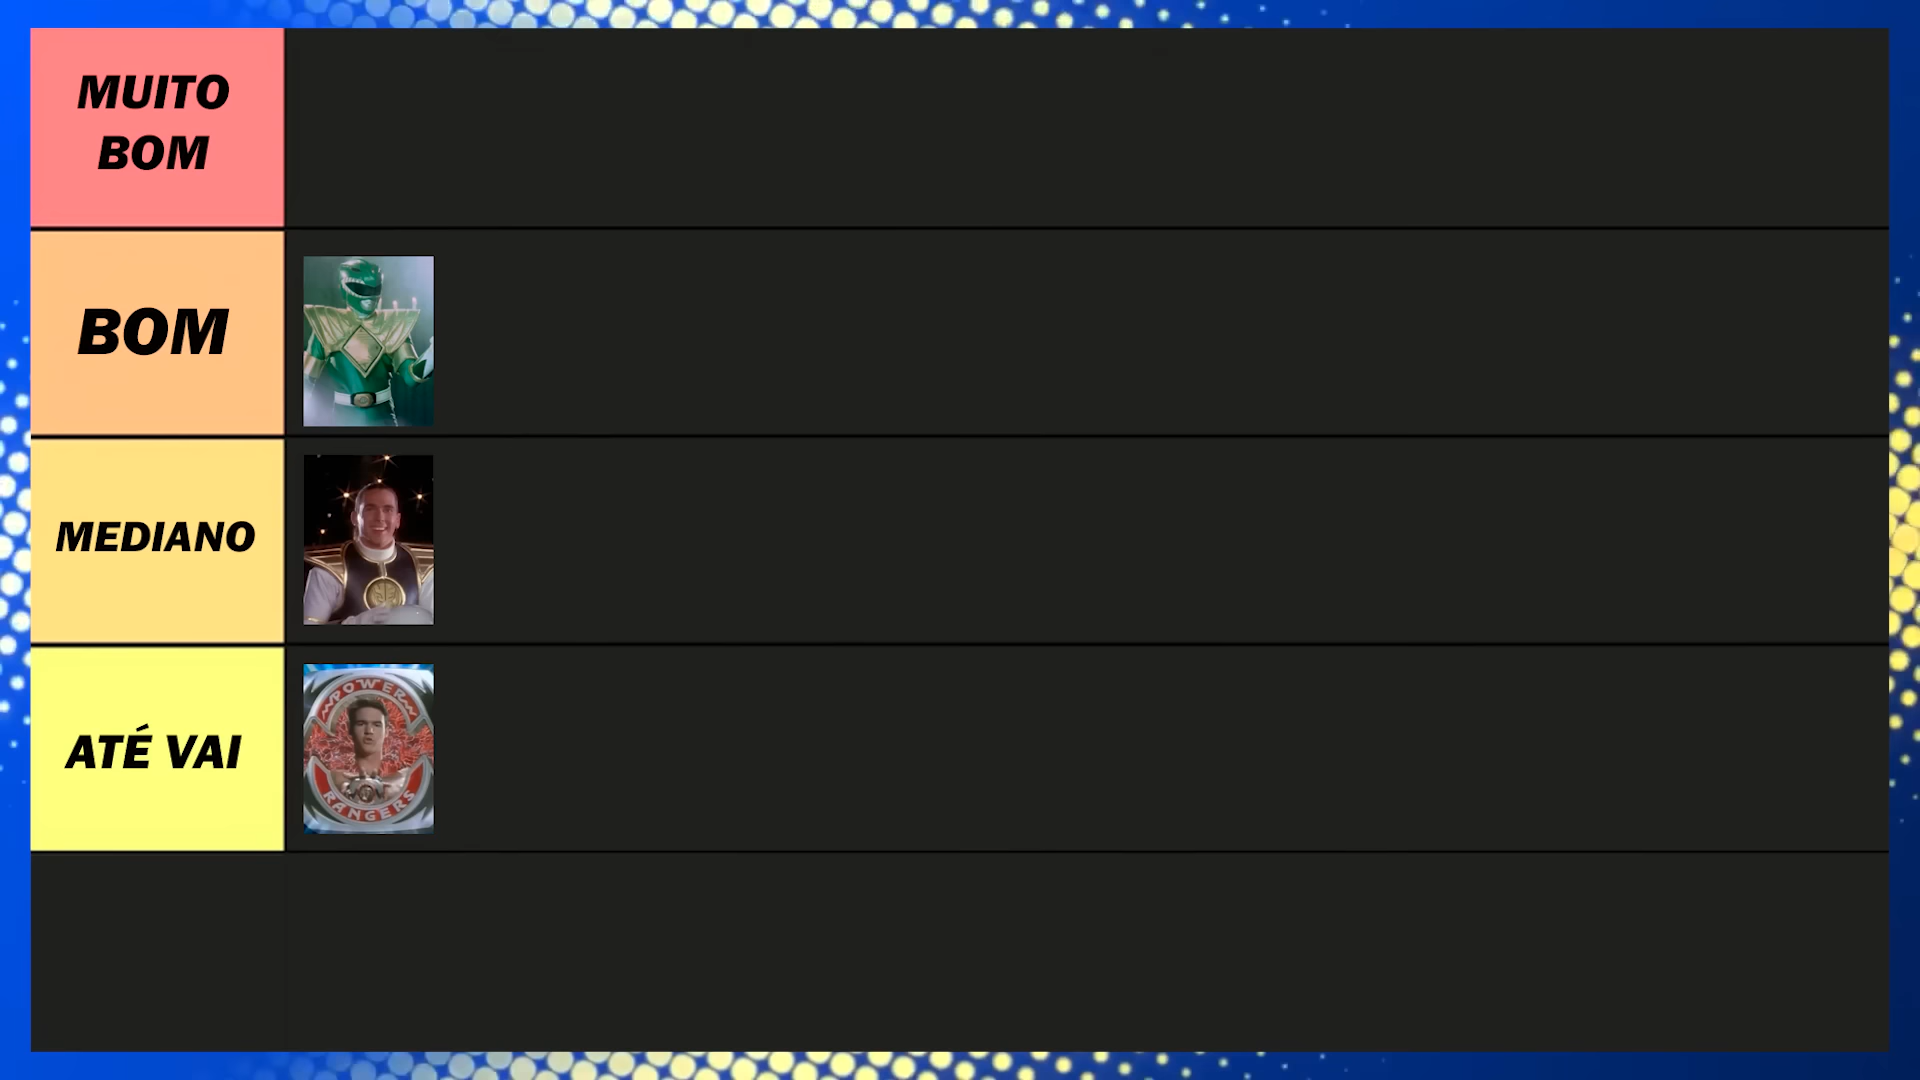 MUITO
BOM
BOM
MEDIANO
ATÉ VAI
POWER
RANGERS